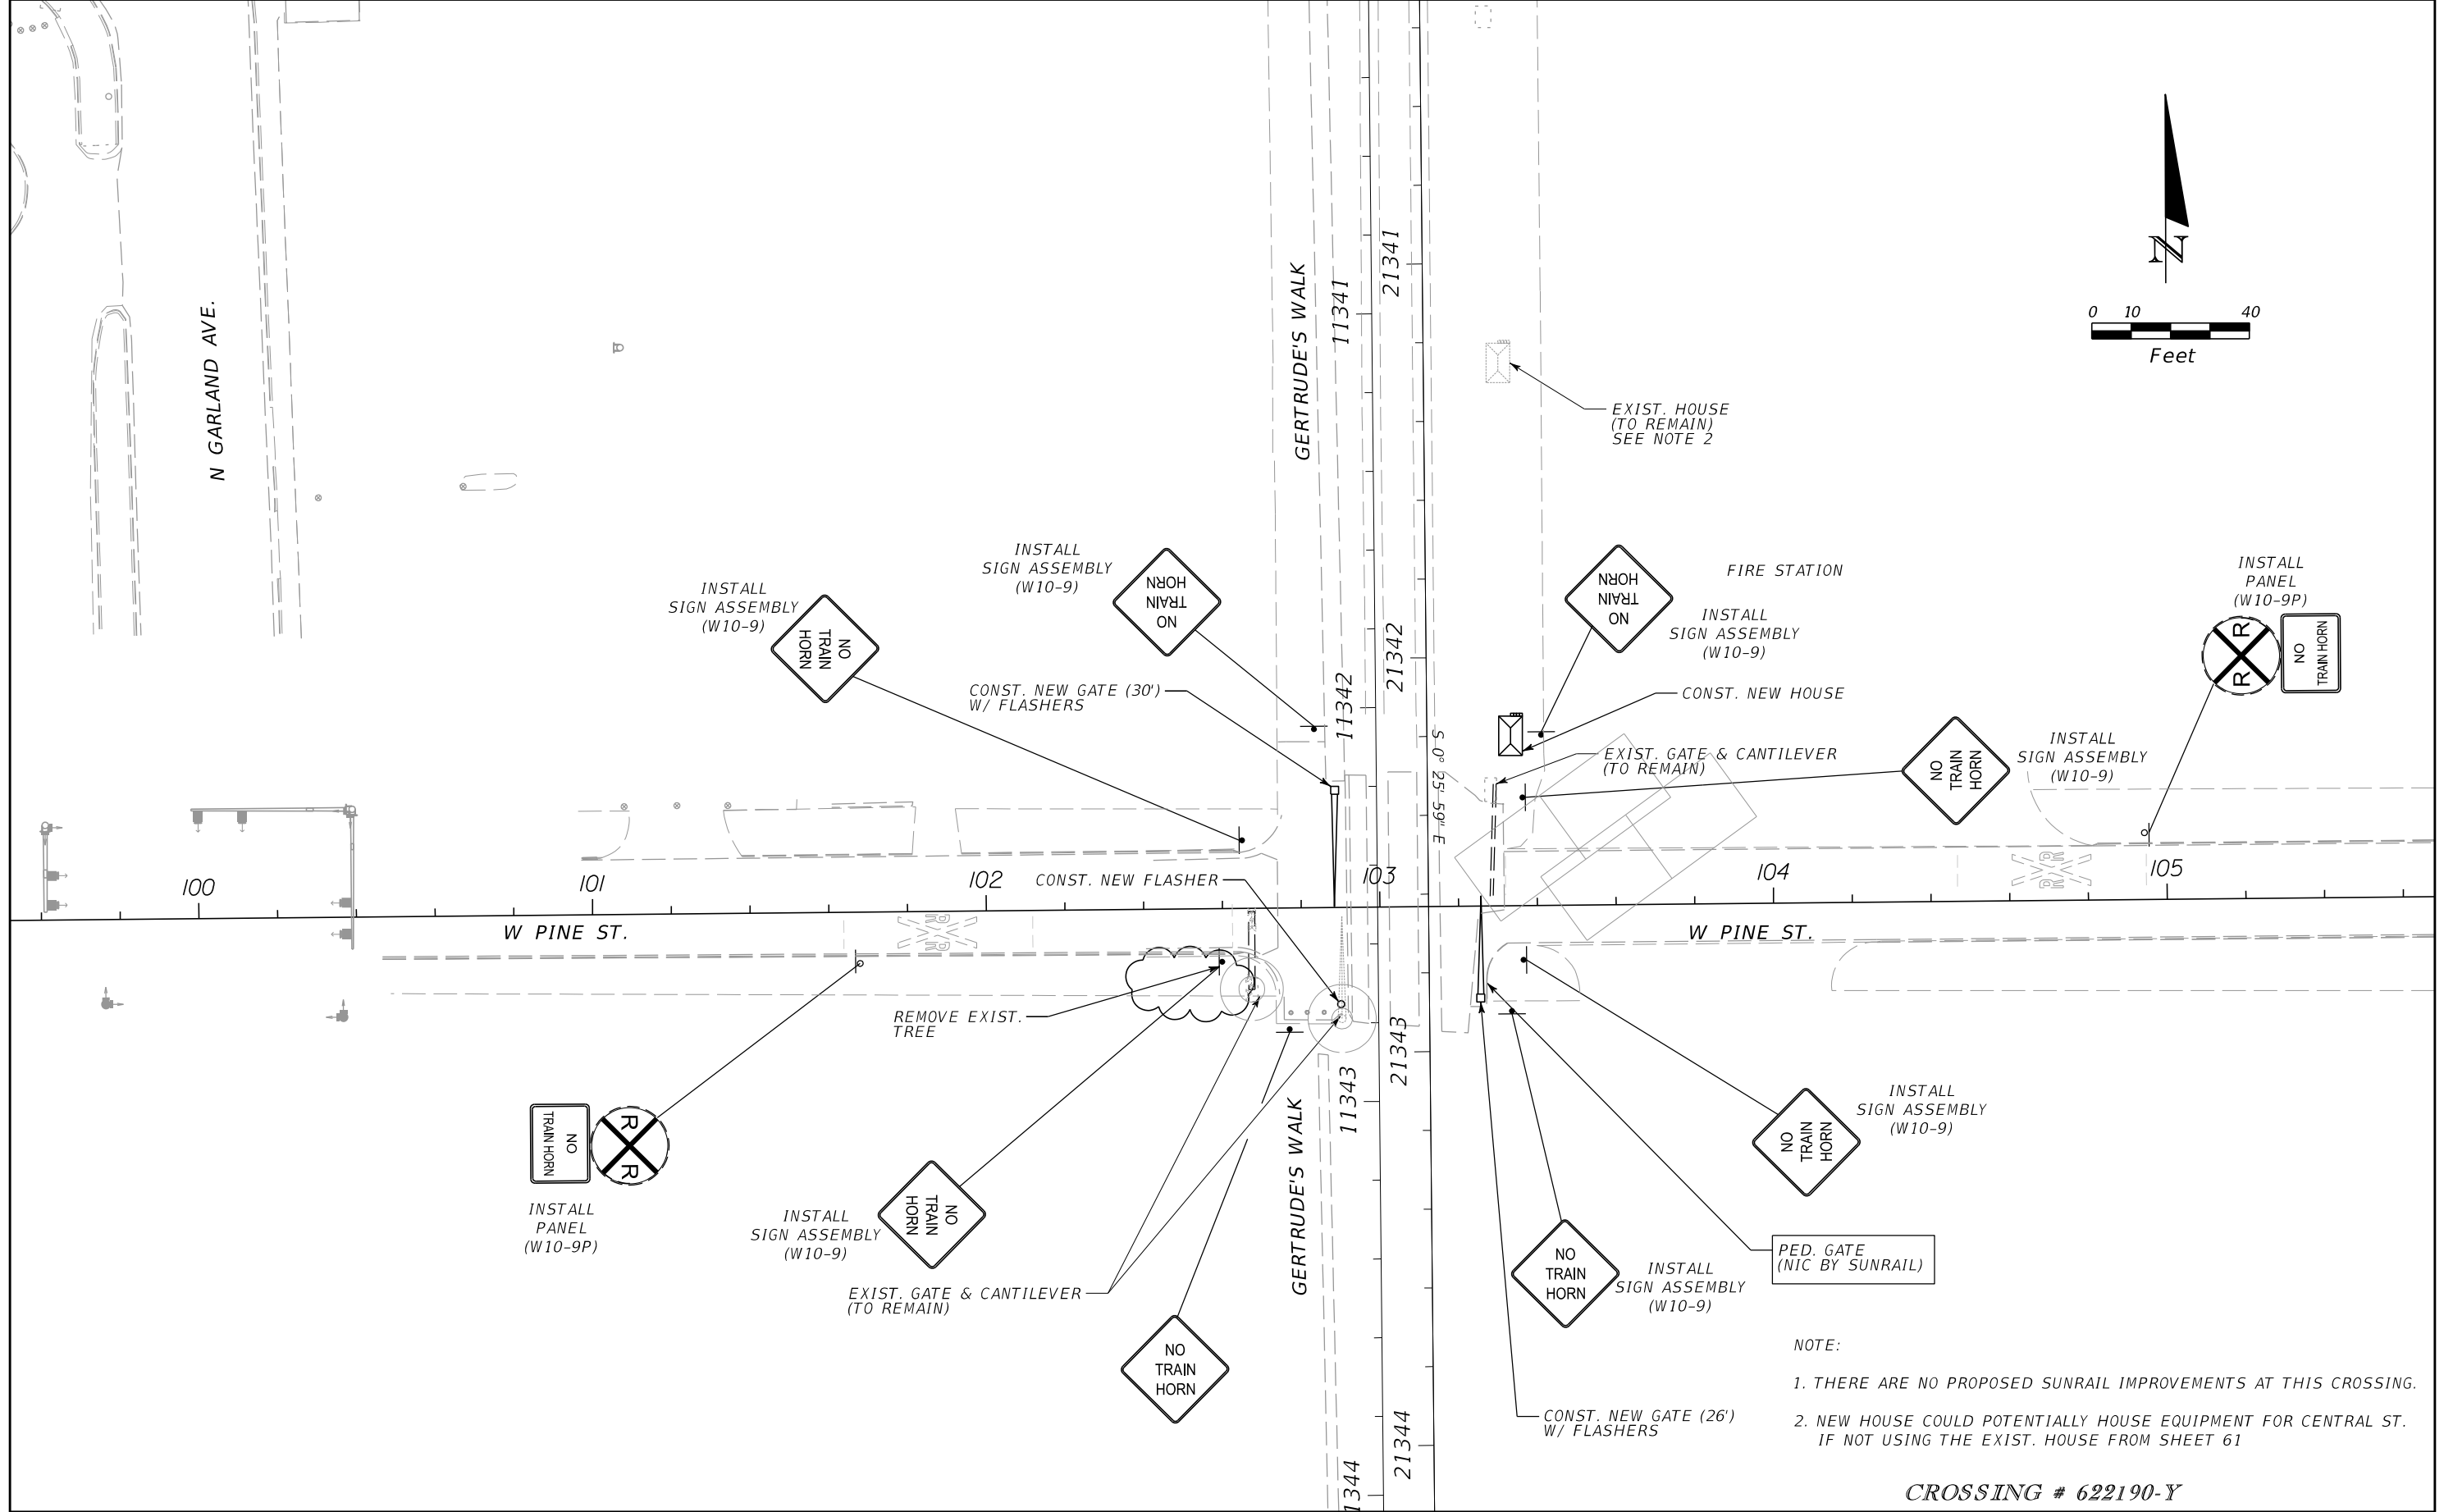 N GARLAND AVE.
GERTRUDE'S WALK
11341
21341
N
0 10 40
Feet
EXIST. HOUSE
(TO REMAIN)
SEE NOTE 2
INSTALL
SIGN ASSEMBLY
(W10-9)
NO
TRAIN
HORN
INSTALL
SIGN ASSEMBLY
(W10-9)
NO
TRAIN
HORN
NO
TRAIN
HORN
FIRE STATION
INSTALL
SIGN ASSEMBLY
(W10-9)
INSTALL
PANEL
(W10-9P)
R R
NO
TRAIN HORN
CONST. NEW GATE (30')
W/ FLASHERS
11342
21342
CONST. NEW HOUSE
EXIST. GATE & CANTILEVER
(TO REMAIN)
S 0° 25' 59" E
NO
TRAIN
HORN
INSTALL
SIGN ASSEMBLY
(W10-9)
100
101
102
CONST. NEW FLASHER
103
104
105
R R
R R
W PINE ST.
W PINE ST.
REMOVE EXIST.
TREE
11343
21343
R R
NO
TRAIN HORN
INSTALL
PANEL
(W10-9P)
INSTALL
SIGN ASSEMBLY
(W10-9)
NO
TRAIN
HORN
EXIST. GATE & CANTILEVER
(TO REMAIN)
GERTRUDE'S WALK
NO
TRAIN
HORN
INSTALL
SIGN ASSEMBLY
(W10-9)
NO
TRAIN
HORN
PED. GATE
(NIC BY SUNRAIL)
NO
TRAIN
HORN
INSTALL
SIGN ASSEMBLY
(W10-9)
CONST. NEW GATE (26')
W/ FLASHERS
21344
1344
NOTE:
1. THERE ARE NO PROPOSED SUNRAIL IMPROVEMENTS AT THIS CROSSING.
2. NEW HOUSE COULD POTENTIALLY HOUSE EQUIPMENT FOR CENTRAL ST.
IF NOT USING THE EXIST. HOUSE FROM SHEET 61
CROSSING # 622190-Y